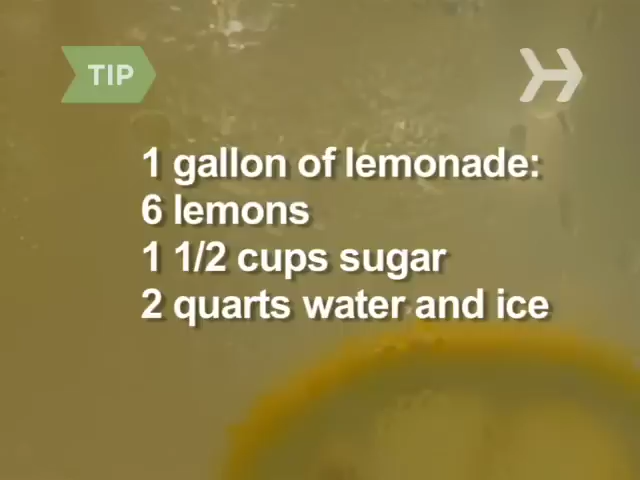 TIP
1 gallon of lemonade:
6 lemons
1 1/2 cups sugar
2 quarts water and ice